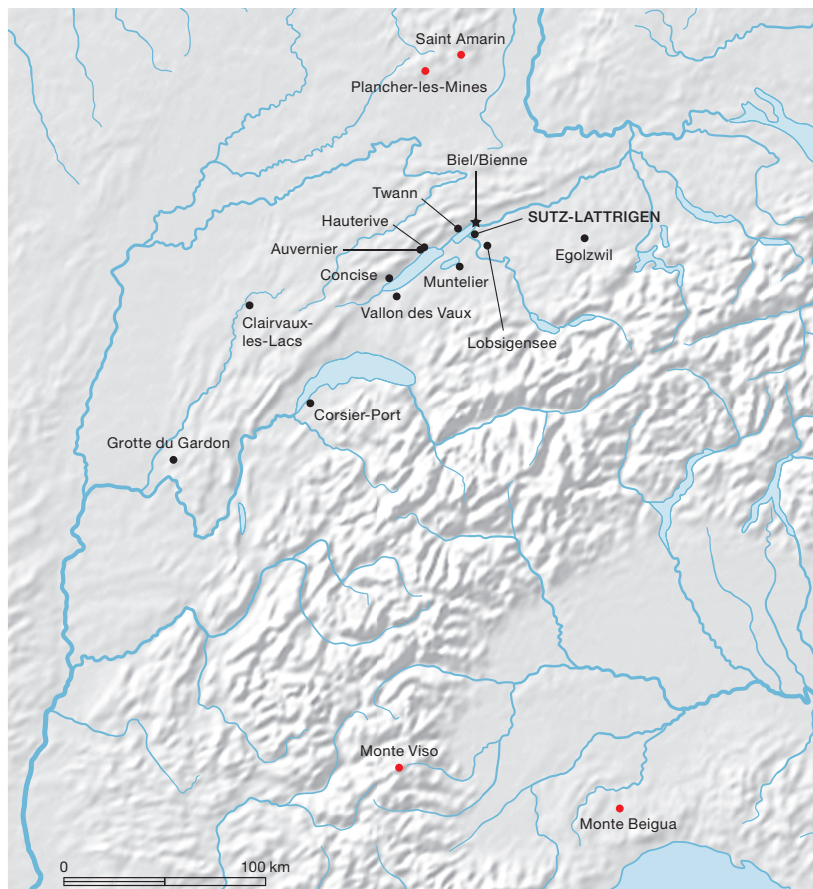 Saint Amarin
Plancher-les-Mines
Biel/Bienne
Twann
SUTZ-LATTRIGEN
Hauterive
Auvernier
Egolzwil
Concise
Muntelier
Vallon des Vaux
Clairvaux-
les-Lacs
Lobsigensee
Corsier-Port
Grotte du Gardon
Monte Viso
Monte Beigua
0 100 km